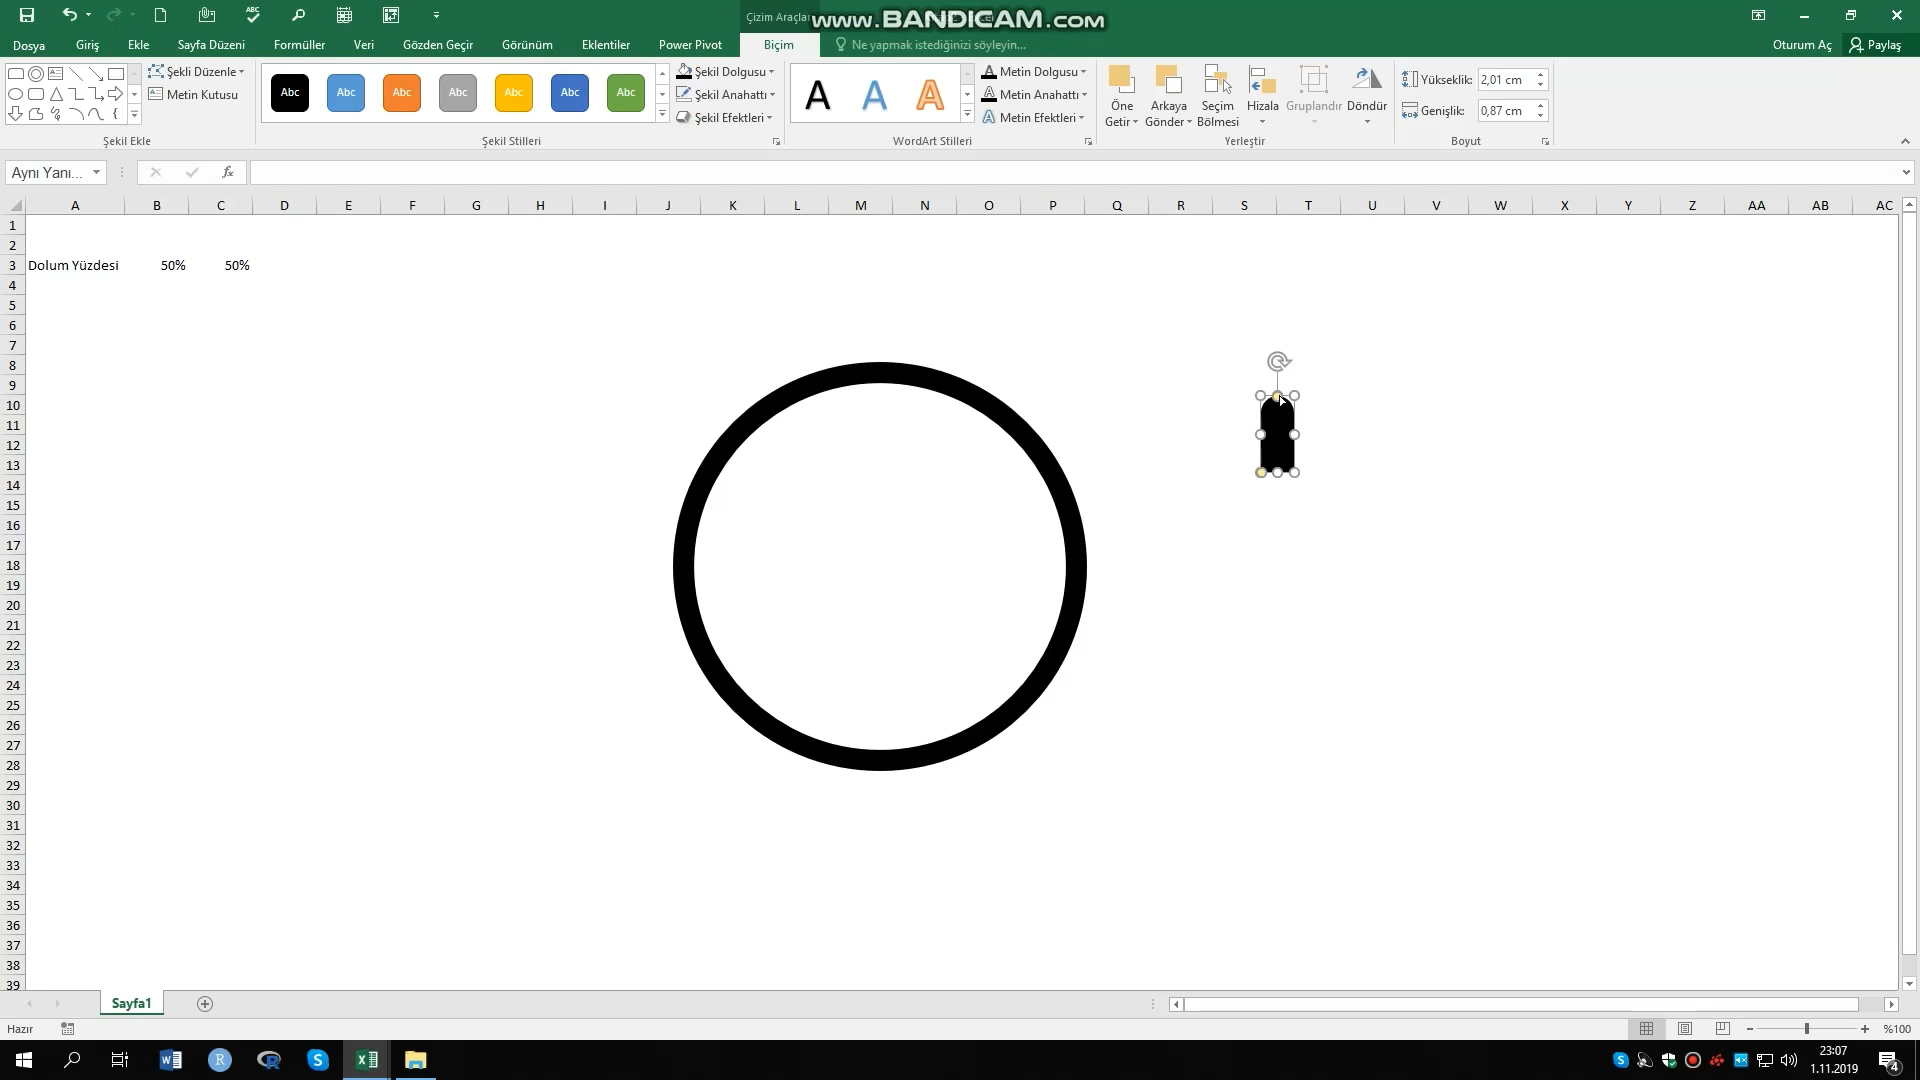 Çizim Araçları
www.BANDICAM.com
Dosya Giriş Ekle Sayfa Düzeni Formüller Veri Gözden Geçir Görünüm Eklentiler Power Pivot Biçim Ne yapmak istediğinizi söyleyin... Oturum Aç Paylaş
Şekli Düzenle
Metin Kutusu
Şekil Ekle
Abc Abc Abc Abc Abc Abc Abc
Şekil Dolgusu
Şekil Anahattı
Şekil Efektleri
Şekil Stilleri
A A A
Metin Dolgusu
Metin Anahattı
Metin Efektleri
WordArt Stilleri
Öne Getir
Arkaya Gönder
Seçim Bölmesi
Hizala
Gruplandır
Döndür
Yerleştir
Yükseklik: 2,01 cm
Genişlik: 0,87 cm
Boyut
Aynı Yanı... fx
A B C D E F G H I J K L M N O P Q R S T U V W X Y Z AA AB AC
1
2
3 Dolum Yüzdesi 50% 50%
4
5
6
7
8
9
10
11
12
13
14
15
16
17
18
19
20
21
22
23
24
25
26
27
28
29
30
31
32
33
34
35
36
37
38
39
Sayfa1
Hazır %100
23:07
1.11.2019
4